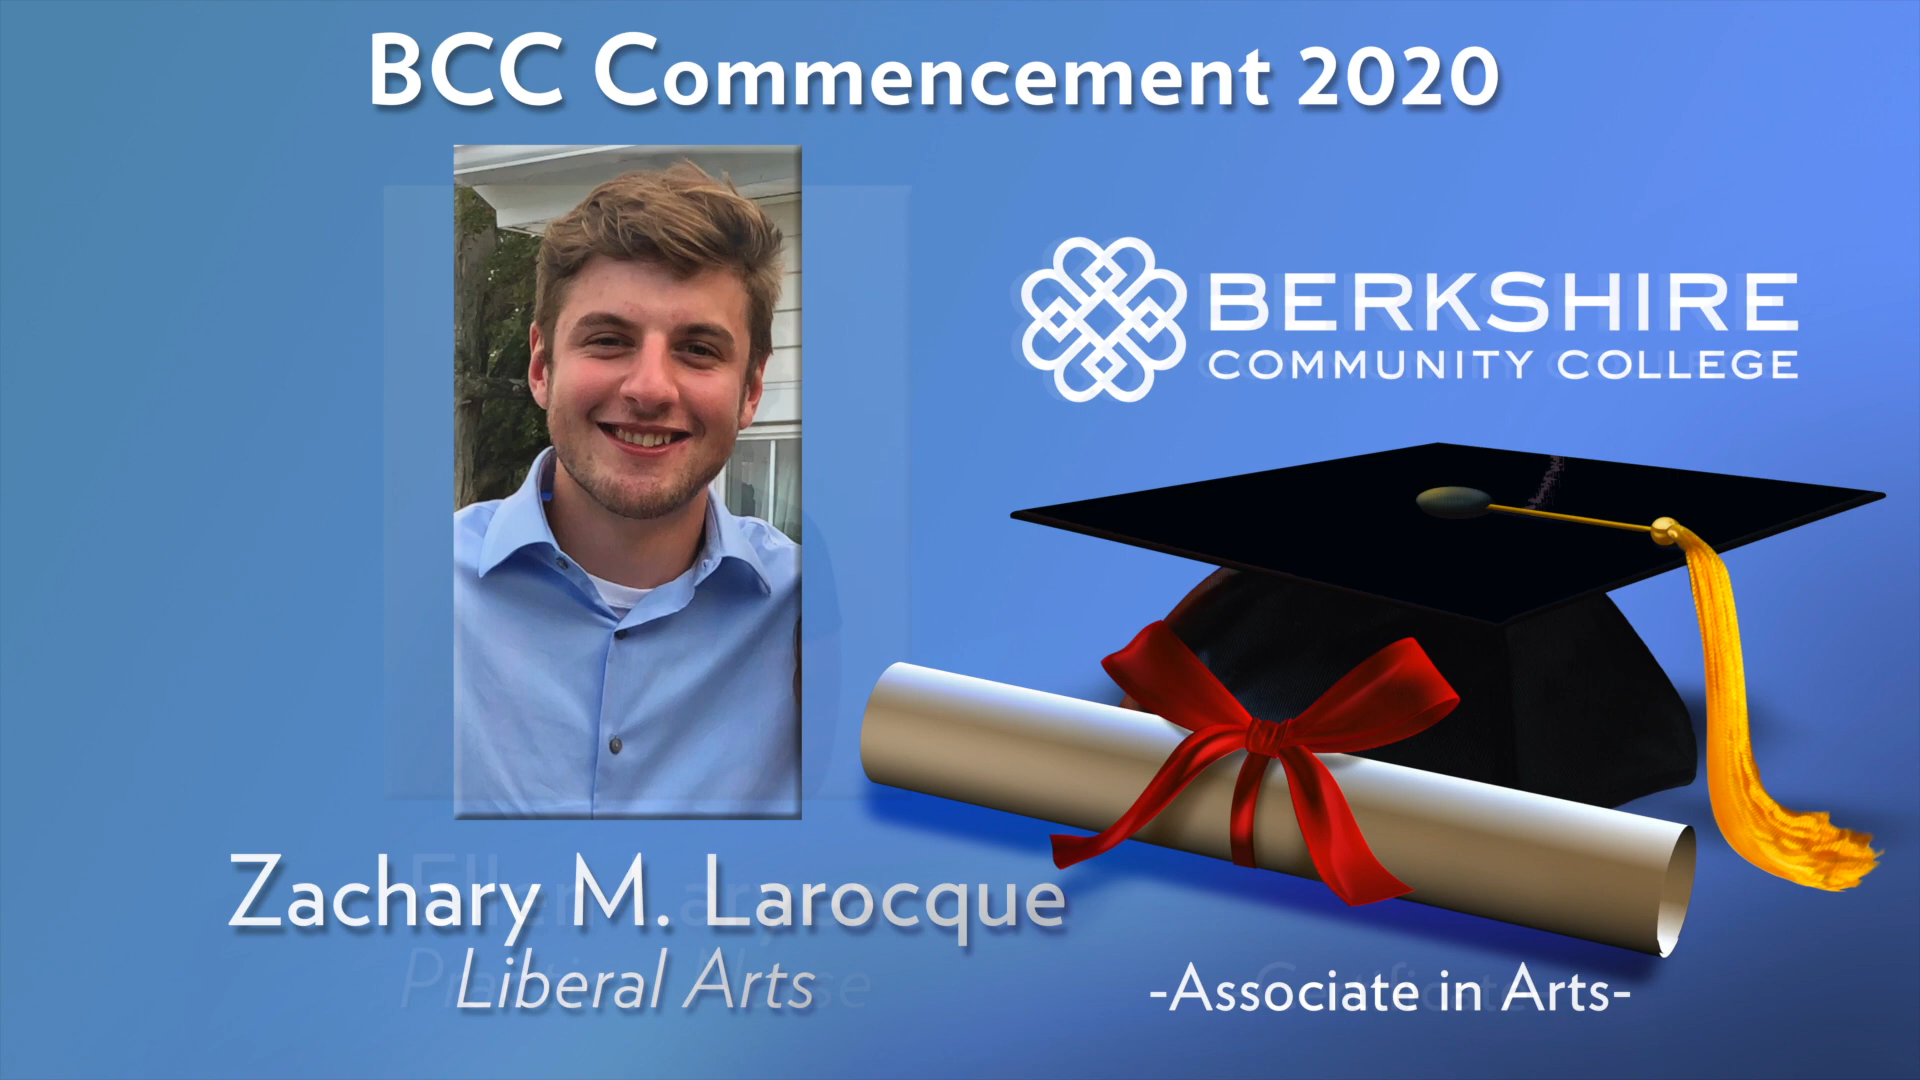 BCC Commencement 2020
BERKSHIRE
COMMUNITY COLLEGE
Zachary M. Larocque
Liberal Arts
-Associate in Arts-